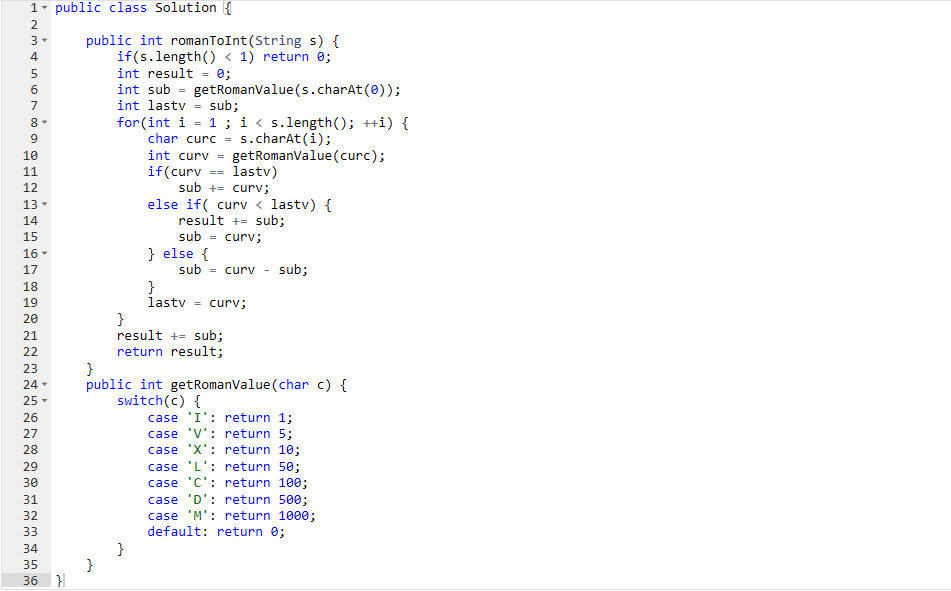 1 public class Solution {
2
3     public int romanToInt(String s) {
4         if(s.length() < 1) return 0;
5         int result = 0;
6         int sub = getRomanValue(s.charAt(0));
7         int lastv = sub;
8         for(int i = 1 ; i < s.length(); ++i) {
9             char curc = s.charAt(i);
10             int curv = getRomanValue(curc);
11             if(curv == lastv)
12                 sub += curv;
13             else if( curv < lastv) {
14                 result += sub;
15                 sub = curv;
16             } else {
17                 sub = curv - sub;
18             }
19             lastv = curv;
20         }
21         result += sub;
22         return result;
23     }
24     public int getRomanValue(char c) {
25         switch(c) {
26             case 'I': return 1;
27             case 'V': return 5;
28             case 'X': return 10;
29             case 'L': return 50;
30             case 'C': return 100;
31             case 'D': return 500;
32             case 'M': return 1000;
33             default: return 0;
34         }
35     }
36 }